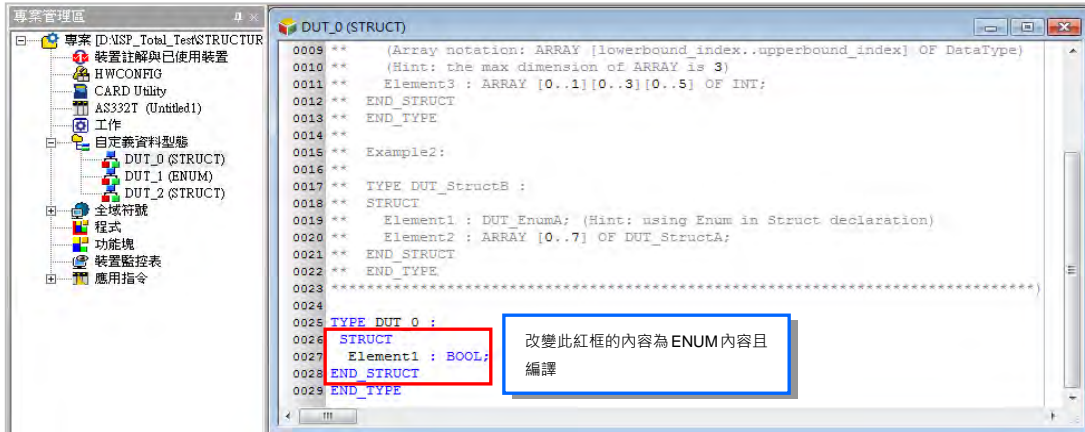 專案管理區
專案 [D:\ISP_Total_Test\STRUCTUR
裝置註解與已使用裝置
HWCONFIG
CARD Utility
AS332T (Untitled1)
工作
自定義資料型態
DUT_0 (STRUCT)
DUT_1 (ENUM)
DUT_2 (STRUCT)
全域符號
程式
功能塊
裝置監控表
應用指令
DUT_0 (STRUCT)
0009 ** (Array notation: ARRAY [lowerbound_index..upperbound_index] OF DataType)
0010 ** (Hint: the max dimension of ARRAY is 3)
0011 ** Element3 : ARRAY [0..1][0..3][0..5] OF INT;
0012 ** END_STRUCT
0013 ** END_TYPE
0014 **
0015 ** Example2:
0016 **
0017 ** TYPE DUT_StructB :
0018 ** STRUCT
0019 ** Element1 : DUT_EnumA; (Hint: using Enum in Struct declaration)
0020 ** Element2 : ARRAY [0..7] OF DUT_StructA;
0021 ** END_STRUCT
0022 ** END_TYPE
0023 ***********************************************************************************)
0024
0025 TYPE DUT_0 :
0026 STRUCT
0027 Element1 : BOOL;
0028 END_STRUCT
0029 END_TYPE
改變此紅框的內容為ENUM內容且
編譯